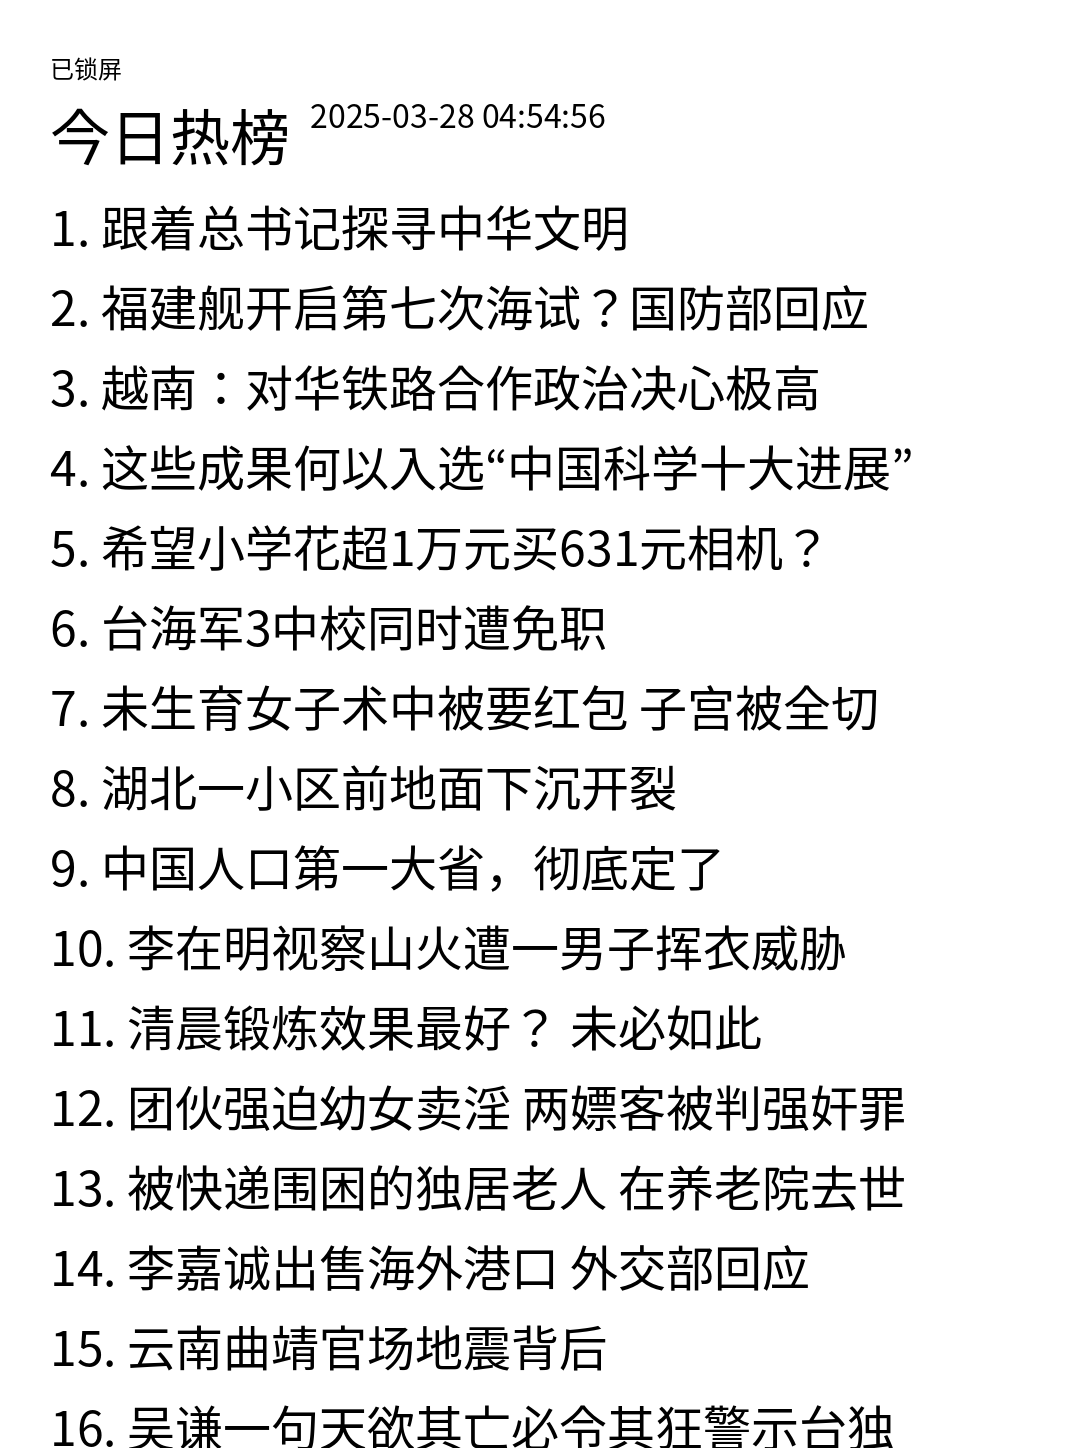 已锁屏
今日热榜 2025-03-28 04:54:56
1. 跟着总书记探寻中华文明
2. 福建舰开启第七次海试？国防部回应
3. 越南：对华铁路合作政治决心极高
4. 这些成果何以入选“中国科学十大进展”
5. 希望小学花超1万元买631元相机？
6. 台海军3中校同时遭免职
7. 未生育女子术中被要红包 子宫被全切
8. 湖北一小区前地面下沉开裂
9. 中国人口第一大省，彻底定了
10. 李在明视察山火遭一男子挥衣威胁
11. 清晨锻炼效果最好？ 未必如此
12. 团伙强迫幼女卖淫 两嫖客被判强奸罪
13. 被快递围困的独居老人 在养老院去世
14. 李嘉诚出售海外港口 外交部回应
15. 云南曲靖官场地震背后
16. 吴谦一句天欲其亡必令其狂警示台独